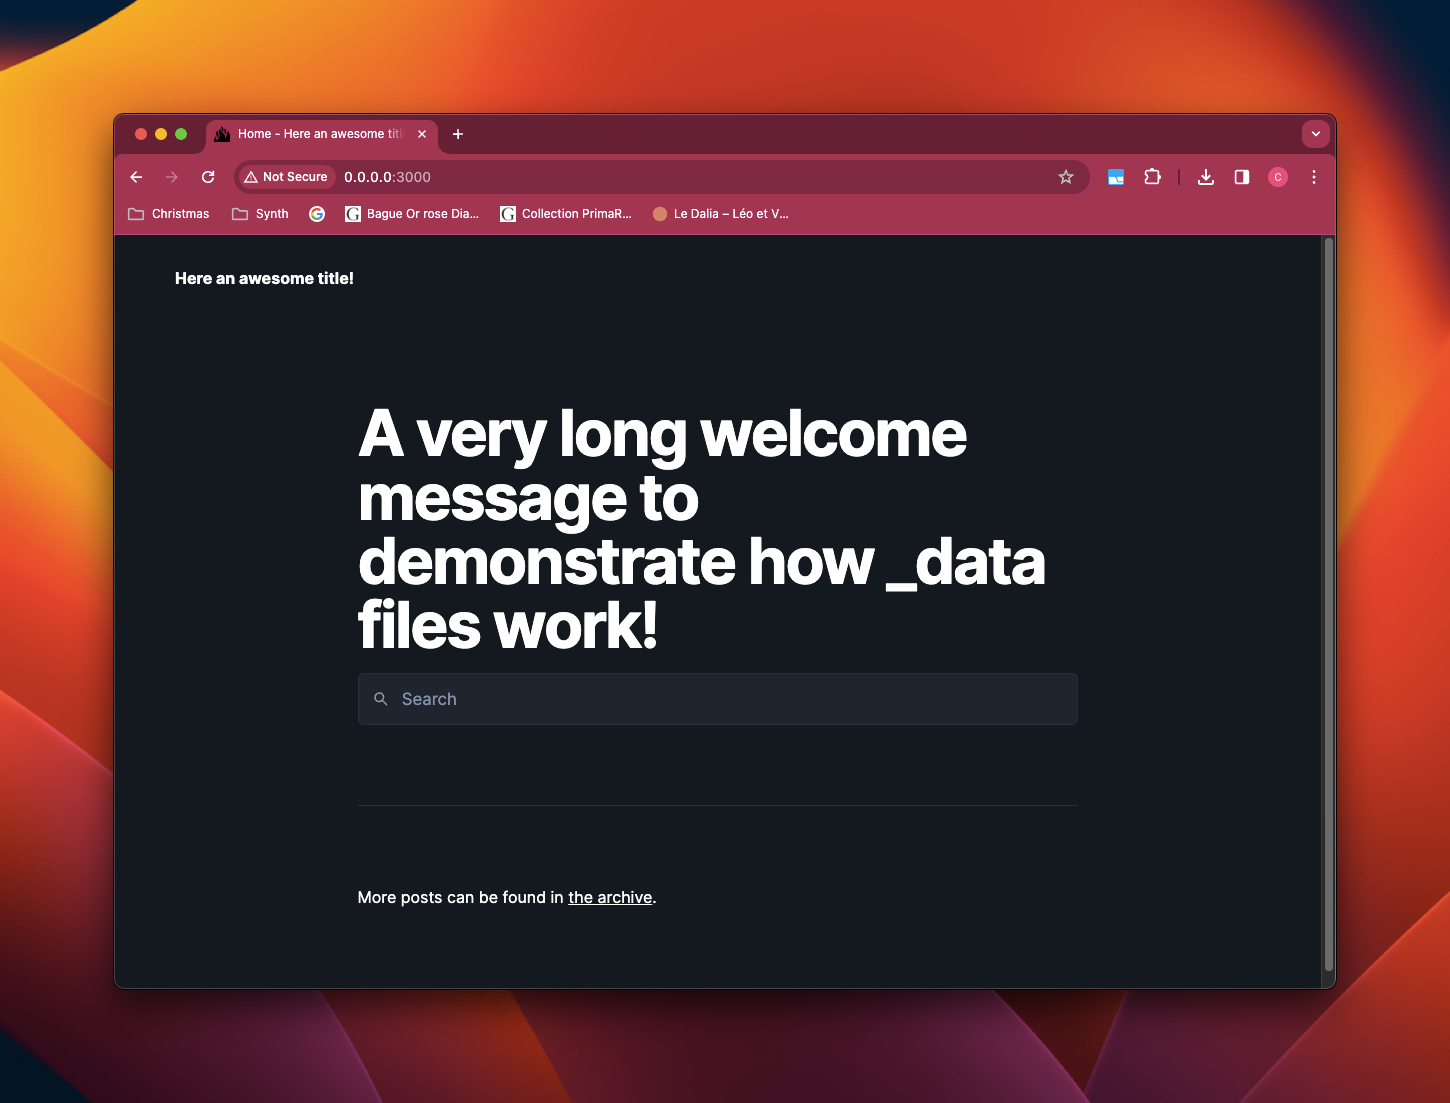 Home - Here an awesome titl
Not Secure 0.0.0.0:3000
C
Christmas Synth G G Bague Or rose Dia... G Collection PrimaR... Le Dalia – Léo et V...
Here an awesome title!
A very long welcome
message to
demonstrate how _data
files work!
Search
More posts can be found in the archive.